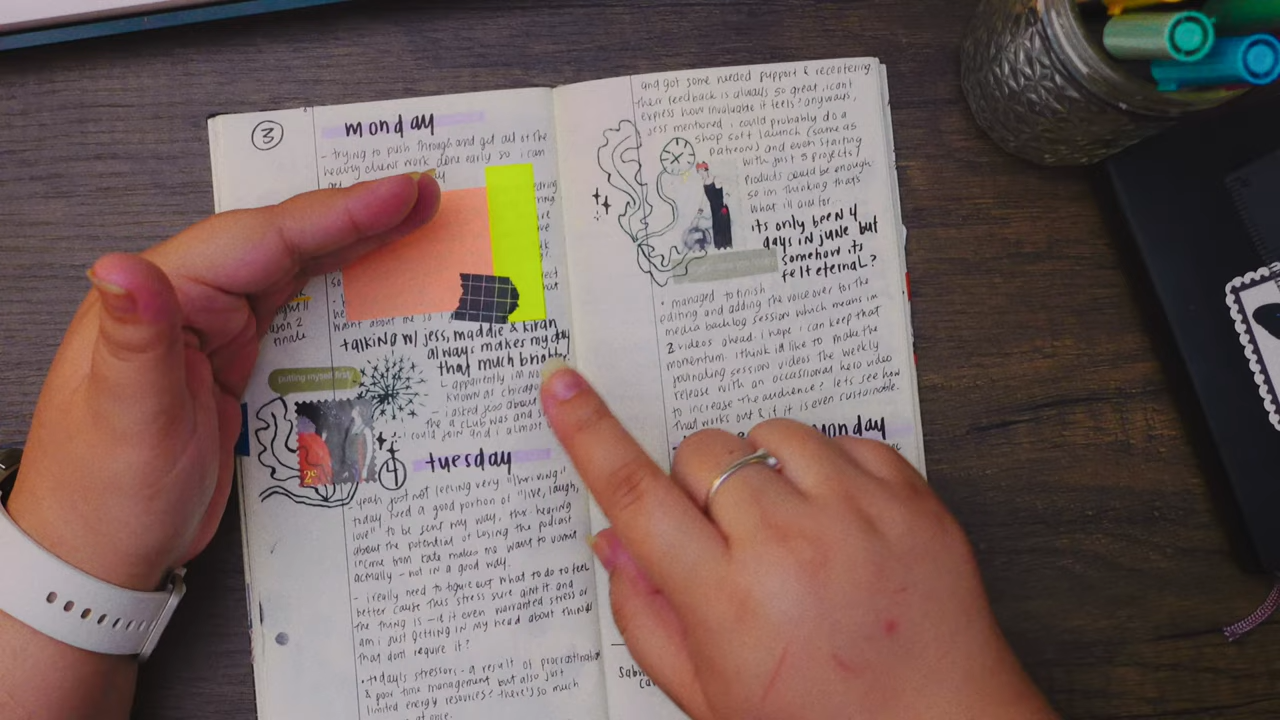 3
monday
- trying to push through and get all of the
heavy client work done early so i can
talking w/ jess, maddie & kiran
always makes my day
that much brighter!
apparently i'm
known as chicago
- i asked jess about
the a club was and
i could join and i almost
putting myself first
2c
4
tuesday
- yeah just not feeling very "thriving"
today need a good portion of "live, laugh,
love" to be sent my way, thx. hearing
about the potential of losing the podcast
income from kate makes me want to vomit
actually - not in a good way.
- i really need to figure out what to do to feel
better cause this stress sure aint it. and
the thing is - is it even warranted stress or
am i just getting in my head about things
that dont require it?
• todays stressors - a result of procrastination
& poor time management but also just
limited energy resources? there's so much
at once.
and got some needed support & recentering
their feedback is always so great, i cant
express how invaluable it feels! anyways,
jess mentioned i could probably do a
shop soft launch (same as
patreon) and even starting
with just 5 projects/
products could be enough
so im thinking thats
what i'll aim for...
its only been 4
days in june but
somehow its
felt eternal?
• managed to finish
editing and adding the voiceover for the
media backlog session which means im
2 videos ahead. i hope i can keep that
momentum. i think id like to make the
journaling session videos the weekly
release with an occasional hero video
to increase the audience? lets see how
that works out & if it is even sustainable.
monday